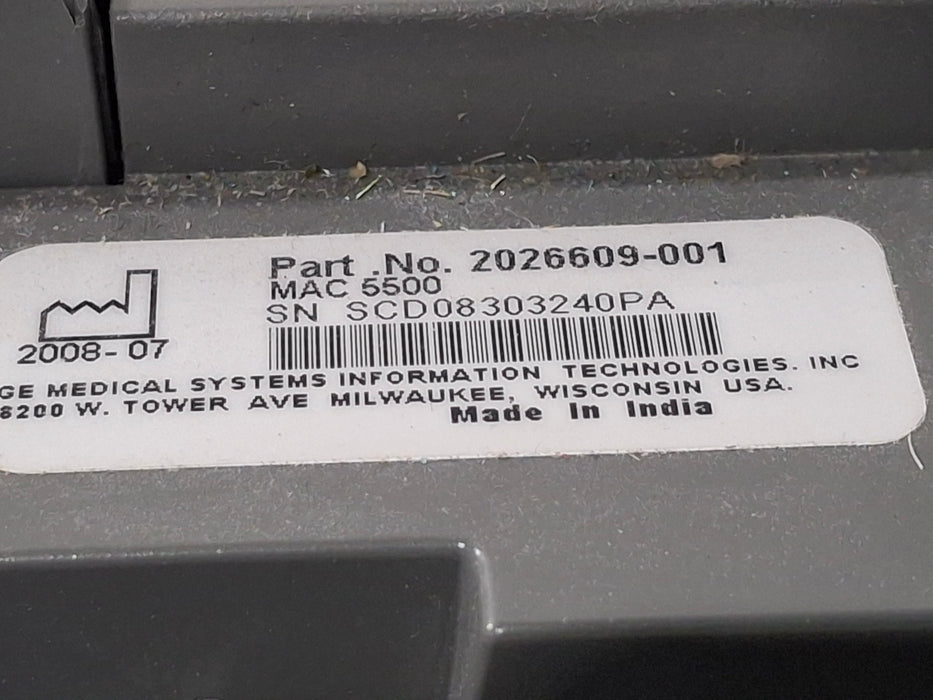 Part .No. 2026609-001
MAC 5500
SN SCD08303240PA
2008-07
GE MEDICAL SYSTEMS INFORMATION TECHNOLOGIES. INC
8200 W. TOWER AVE MILWAUKEE, WISCONSIN USA.
Made In India